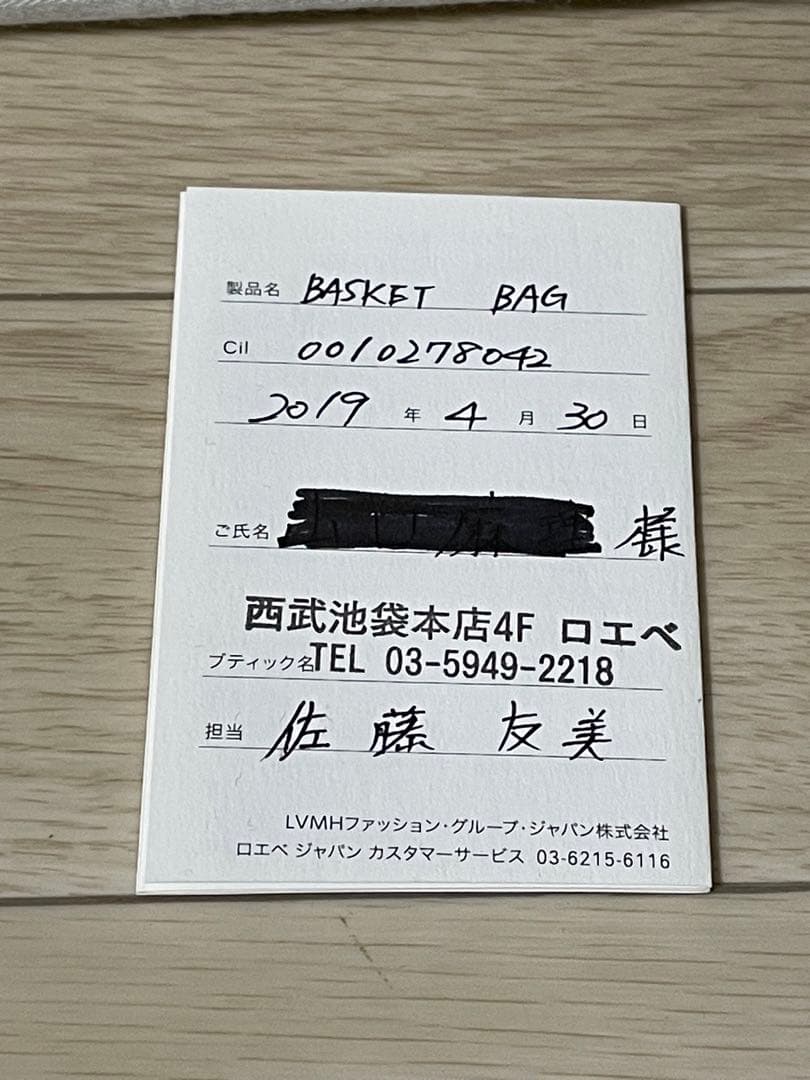 製品名 BASKET BAG
Cil 0010278042
2019 年 4 月 30 日
ご氏名 様
西武池袋本店4F ロエベ
ブティック名 TEL 03-5949-2218
担当 佐藤 友美
LVMHファッション・グループ・ジャパン株式会社
ロエベ ジャパン カスタマーサービス 03-6215-6116